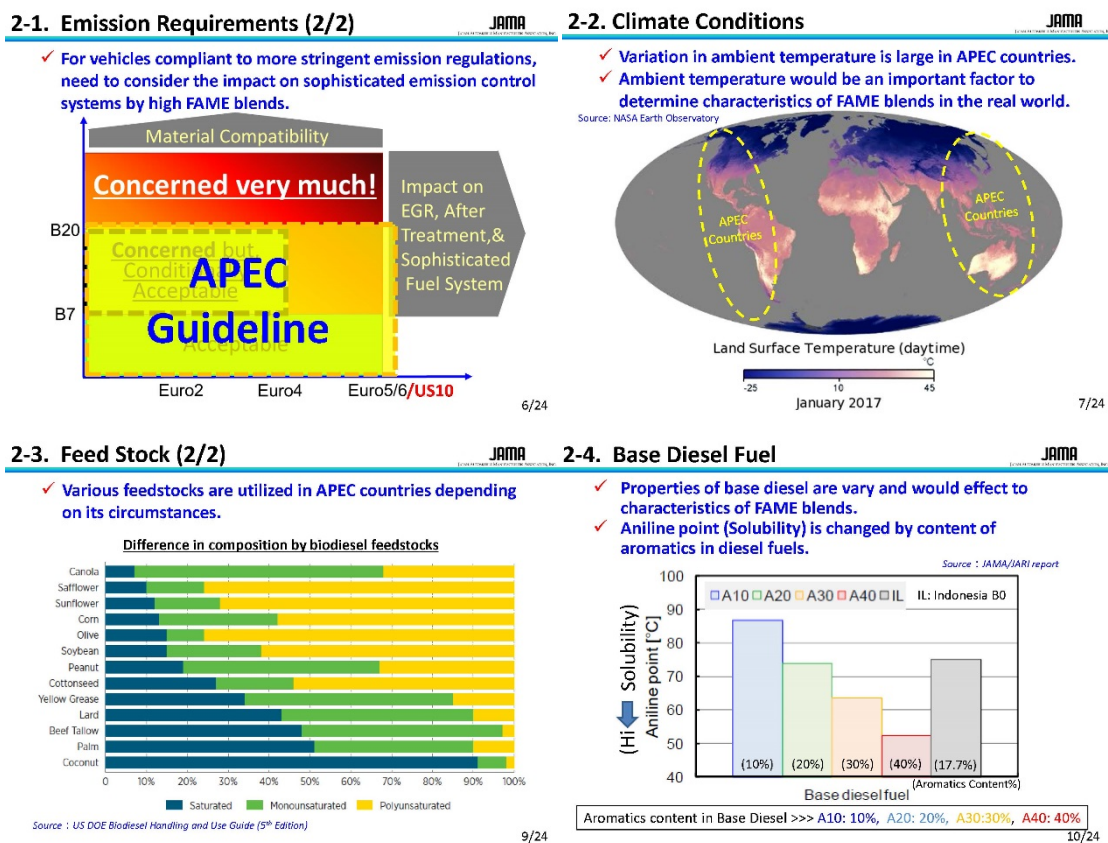 2-1. Emission Requirements (2/2)
JAMA
✓ For vehicles compliant to more stringent emission regulations,
need to consider the impact on sophisticated emission control
systems by high FAME blends.
Material Compatibility
Concerned very much!
Impact on
EGR, After
Treatment,&
Sophisticated
Fuel System
B20
Concerned but
Acceptable
APEC
Guideline
B7
Acceptable
Euro2
Euro4
Euro5/6/US10
6/24
2-2. Climate Conditions
JAMA
✓ Variation in ambient temperature is large in APEC countries.
✓ Ambient temperature would be an important factor to
determine characteristics of FAME blends in the real world.
Source: NASA Earth Observatory
APEC
Countries
APEC
Countries
Land Surface Temperature (daytime)
°C
-25 10 45
January 2017
7/24
2-3. Feed Stock (2/2)
JAMA
✓ Various feedstocks are utilized in APEC countries depending
on its circumstances.
Difference in composition by biodiesel feedstocks
Canola
Safflower
Sunflower
Corn
Olive
Soybean
Peanut
Cottonseed
Yellow Grease
Lard
Beef Tallow
Palm
Coconut
0 10% 20% 30% 40% 50% 60% 70% 80% 90% 100%
Saturated Monounsaturated Polyunsaturated
Source : US DOE Biodiesel Handling and Use Guide (5th Edition)
9/24
2-4. Base Diesel Fuel
JAMA
✓ Properties of base diesel are vary and would effect to
characteristics of FAME blends.
✓ Aniline point (Solubility) is changed by content of
aromatics in diesel fuels.
Source : JAMA/JARI report
A10 A20 A30 A40 IL
IL: Indonesia B0
100
90
80
70
60
50
40
(Hi Solubility)
Aniline point [°C]
(10%) (20%) (30%) (40%) (17.7%)
(Aromatics Content%)
Base diesel fuel
Aromatics content in Base Diesel >>> A10: 10%, A20: 20%, A30:30%, A40: 40%
10/24